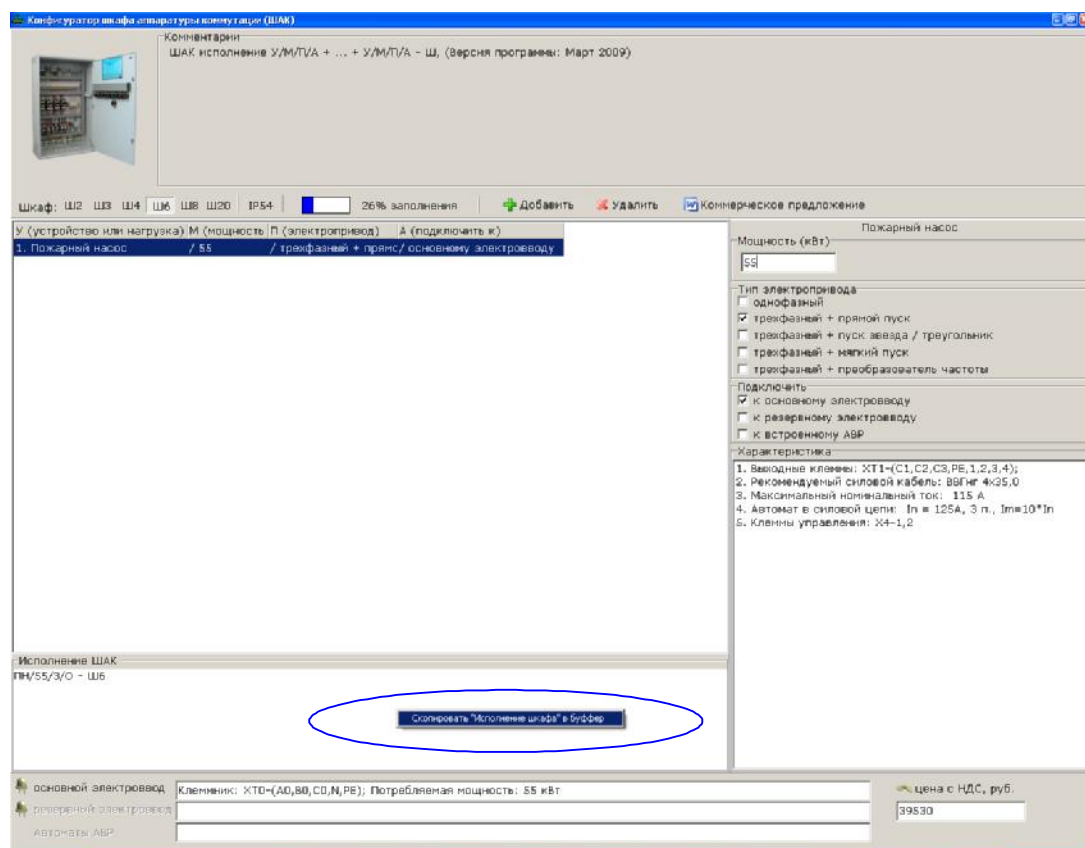 Конфигуратор шкафа аппаратуры коммутации (ШАК)
Комментарии
ШАК исполнение У/М/П/А + ... + У/М/П/А - Ш, (Версия программы: Март 2009)
Шкаф: Ш2 Ш3 Ш4 Ш6 Ш8 Ш20 IP54 26% заполнения Добавить Удалить Коммерческое предложение
У (устройство или нагрузка) М (мощность П (электропривод) А (подключить к)
1. Пожарный насос / 55 / трехфазный + прямс/ основному электровводу
Пожарный насос
Мощность (кВт)
55
Тип электропривода
однофазный
трехфазный + прямой пуск
трехфазный + пуск звезда / треугольник
трехфазный + мягкий пуск
трехфазный + преобразователь частоты
Подключить
к основному электровводу
к резервному электровводу
к встроенному АВР
Характеристика
1. Выходные клеммы: XT1-(C1,C2,C3,PE,1,2,3,4);
2. Рекомендуемый силовой кабель: ВВГнг 4х35,0
3. Максимальный номинальный ток: 115 А
4. Автомат в силовой цепи: In = 125А, 3 п., Im=10*In
5. Клеммы управления: X4-1,2
Исполнение ШАК
ПН/55/3/О - Ш6
Скопировать "Исполнение шкафа" в буффер
основной электроввод Клеммник: XT0-(A0,B0,C0,N,PE); Потребляемая мощность: 55 кВт
резервный электроввод
Автоматы АВР
цена с НДС, руб.
39530